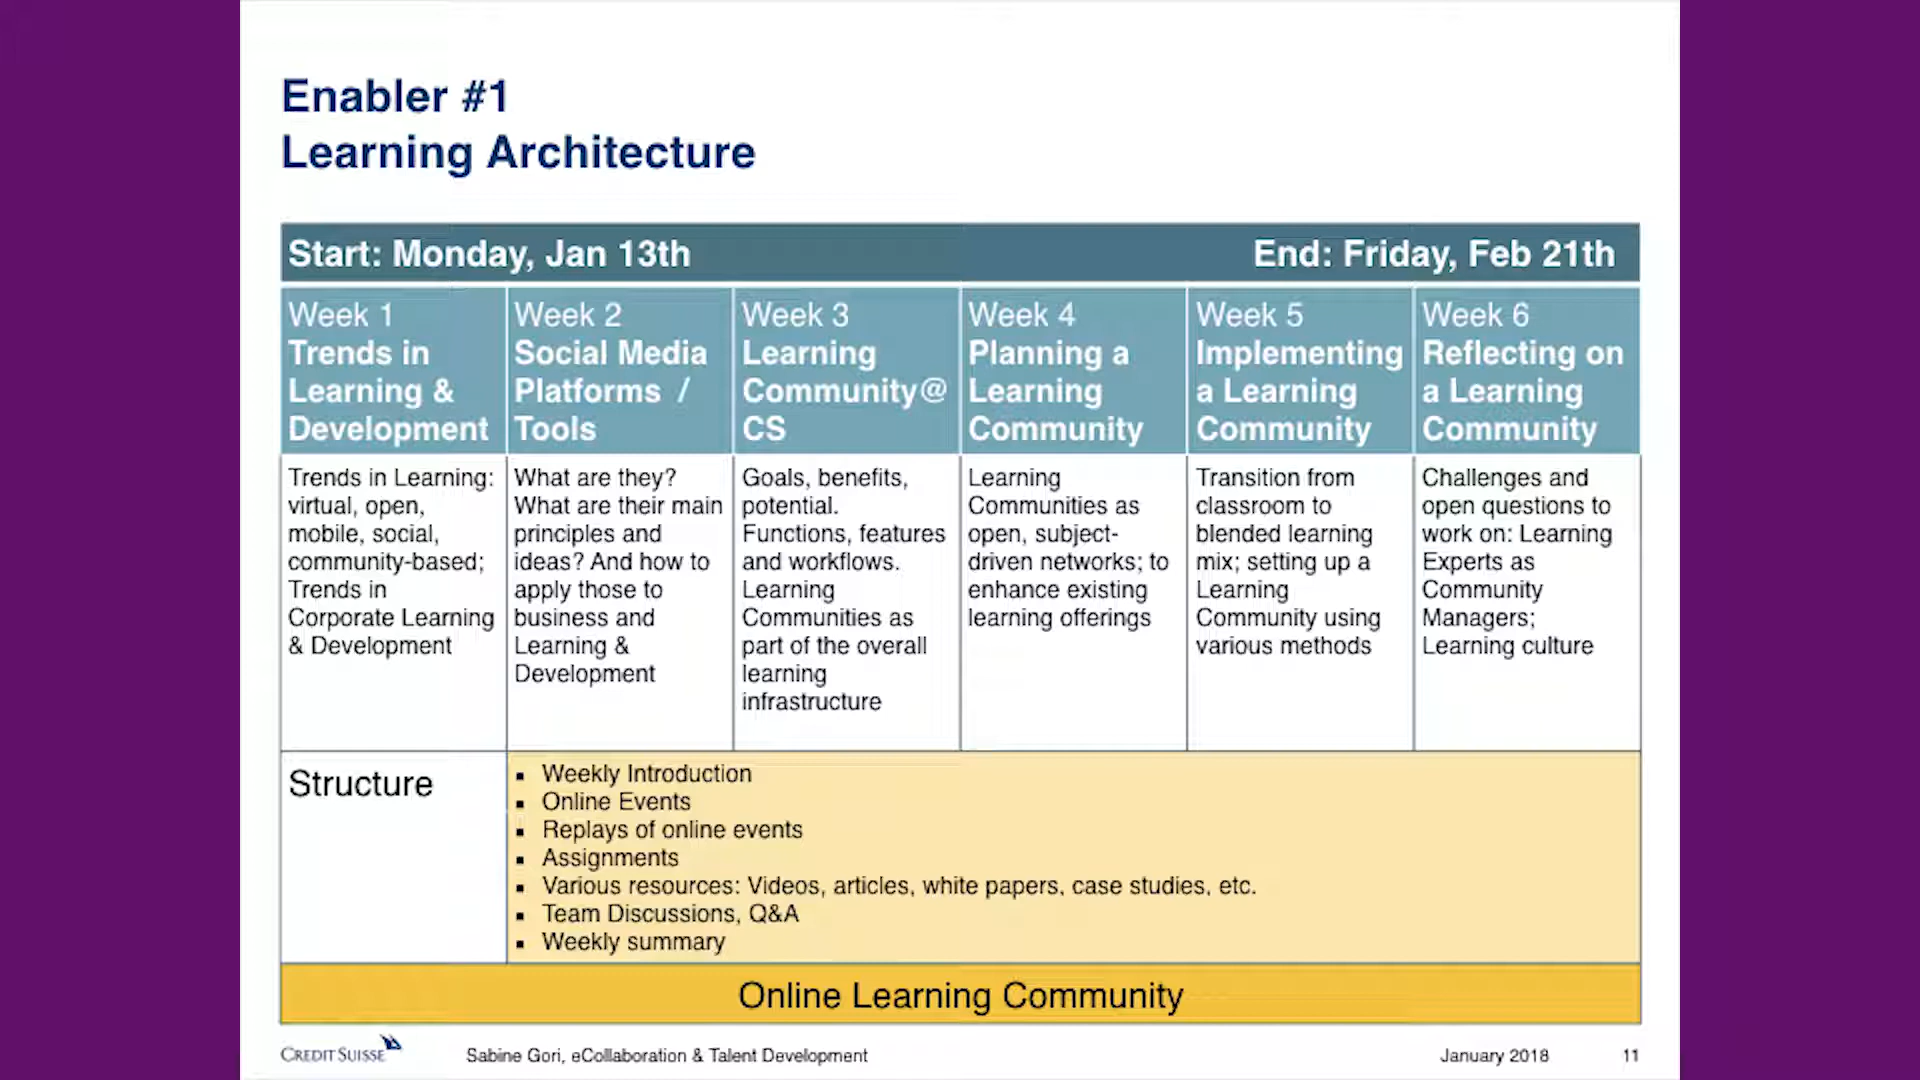 Enabler #1
Learning Architecture
Start: Monday, Jan 13th
End: Friday, Feb 21th
Week 1
Trends in
Learning &
Development
Week 2
Social Media
Platforms /
Tools
Week 3
Learning
Community@
CS
Week 4
Planning a
Learning
Community
Week 5
Implementing
a Learning
Community
Week 6
Reflecting on
a Learning
Community
Trends in Learning:
virtual, open,
mobile, social,
community-based;
Trends in
Corporate Learning
& Development
What are they?
What are their main
principles and
ideas? And how to
apply those to
business and
Learning &
Development
Goals, benefits,
potential.
Functions, features
and workflows.
Learning
Communities as
part of the overall
learning
infrastructure
Learning
Communities as
open, subject-
driven networks; to
enhance existing
learning offerings
Transition from
classroom to
blended learning
mix; setting up a
Learning
Community using
various methods
Challenges and
open questions to
work on: Learning
Experts as
Community
Managers;
Learning culture
Structure
▪ Weekly Introduction
▪ Online Events
▪ Replays of online events
▪ Assignments
▪ Various resources: Videos, articles, white papers, case studies, etc.
▪ Team Discussions, Q&A
▪ Weekly summary
Online Learning Community
CREDIT SUISSE
Sabine Gori, eCollaboration & Talent Development
January 2018
11